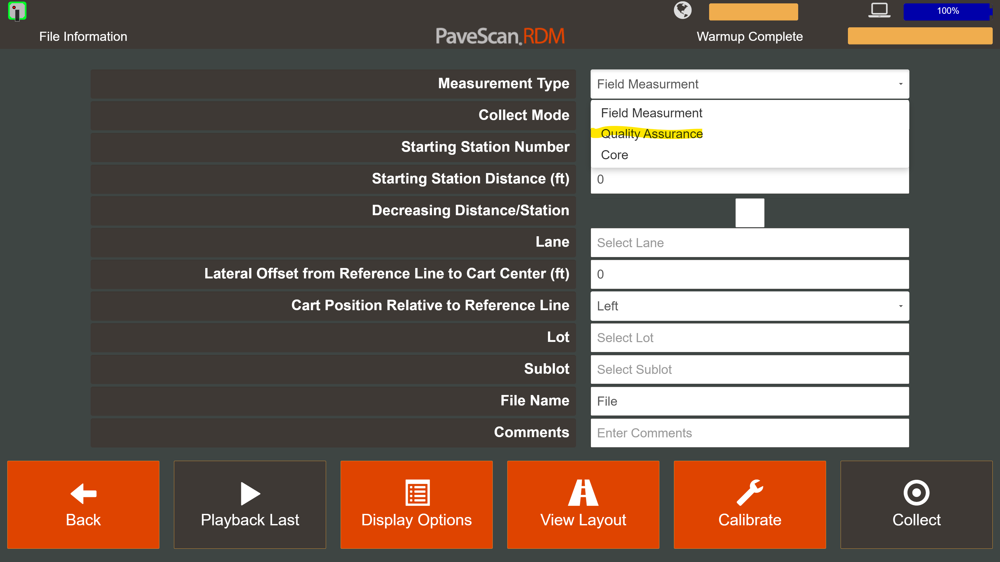 100%
File Information
PaveScan® RDM
Warmup Complete
Measurement Type
Field Measurment
Field Measurment
Collect Mode
Quality Assurance
Starting Station Number
Core
Starting Station Distance (ft)
0
Decreasing Distance/Station
Lane
Select Lane
Lateral Offset from Reference Line to Cart Center (ft)
0
Cart Position Relative to Reference Line
Left
Lot
Select Lot
Sublot
Select Sublot
File Name
File
Comments
Enter Comments
Back
Playback Last
Display Options
View Layout
Calibrate
Collect